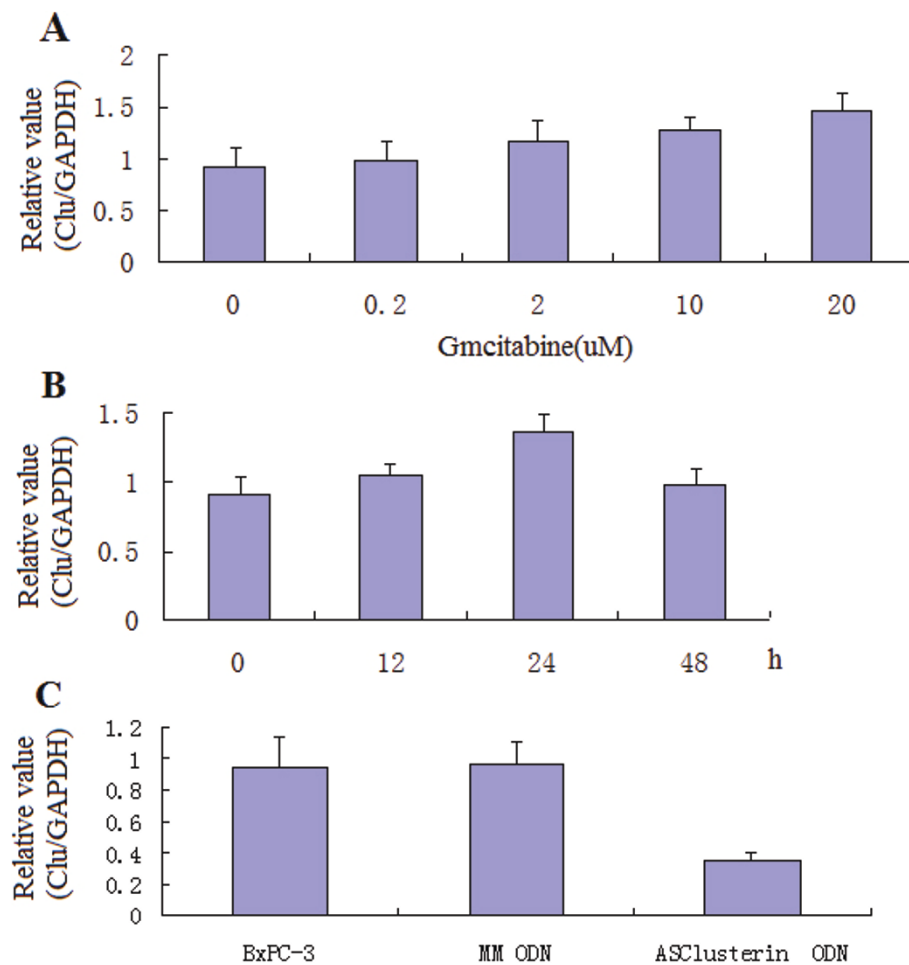 A
Relative value
(Clu/GAPDH)
2
1.5
1
0.5
0
0 0.2 2 10 20
Gmcitabine(uM)
B
Relative value
(Clu/GAPDH)
1.5
1
0.5
0
0 12 24 48 h
C
Relative value
(Clu/GAPDH)
1.2
1
0.8
0.6
0.4
0.2
0
BxPC-3 MM ODN ASClusterin ODN